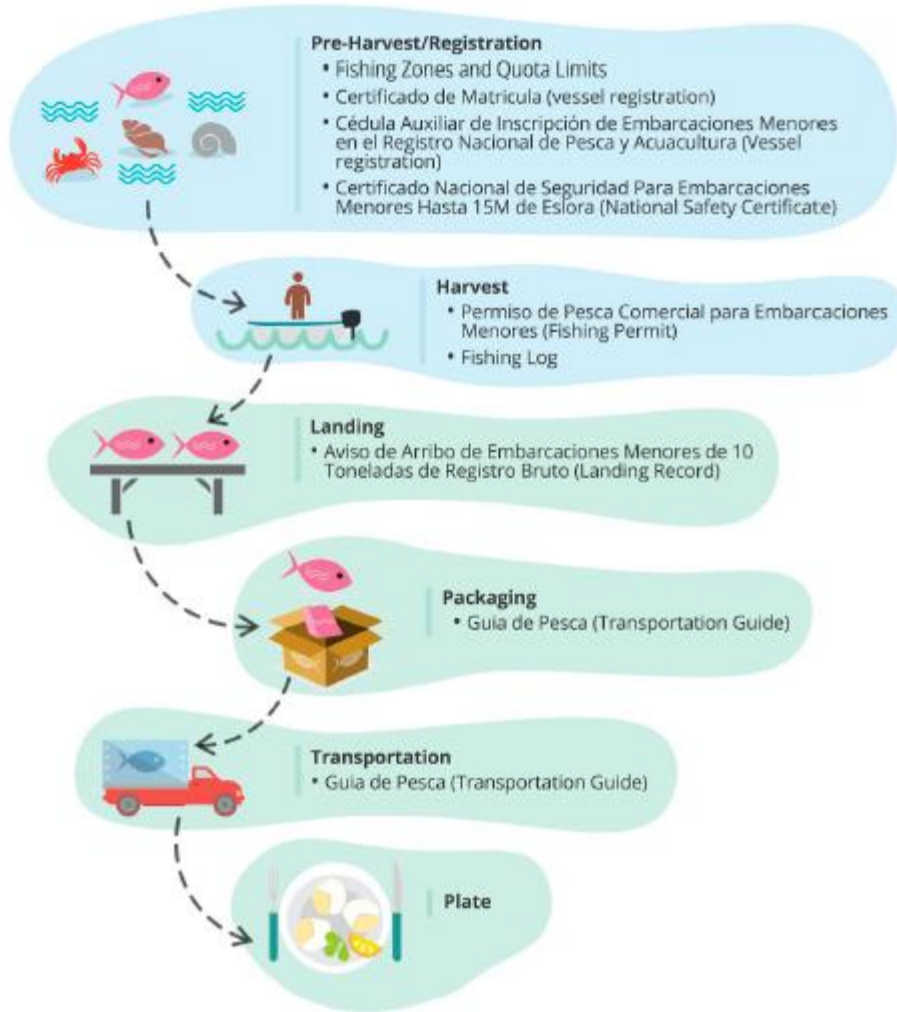 Pre-Harvest/Registration
• Fishing Zones and Quota Limits
• Certificado de Matricula (vessel registration)
• Cédula Auxiliar de Inscripción de Embarcaciones Menores
en el Registro Nacional de Pesca y Acuacultura (Vessel
registration)
• Certificado Nacional de Seguridad Para Embarcaciones
Menores Hasta 15M de Eslora (National Safety Certificate)
Harvest
• Permiso de Pesca Comercial para Embarcaciones
Menores (Fishing Permit)
• Fishing Log
Landing
• Aviso de Arribo de Embarcaciones Menores de 10
Toneladas de Registro Bruto (Landing Record)
Packaging
• Guia de Pesca (Transportation Guide)
Transportation
• Guia de Pesca (Transportation Guide)
Plate